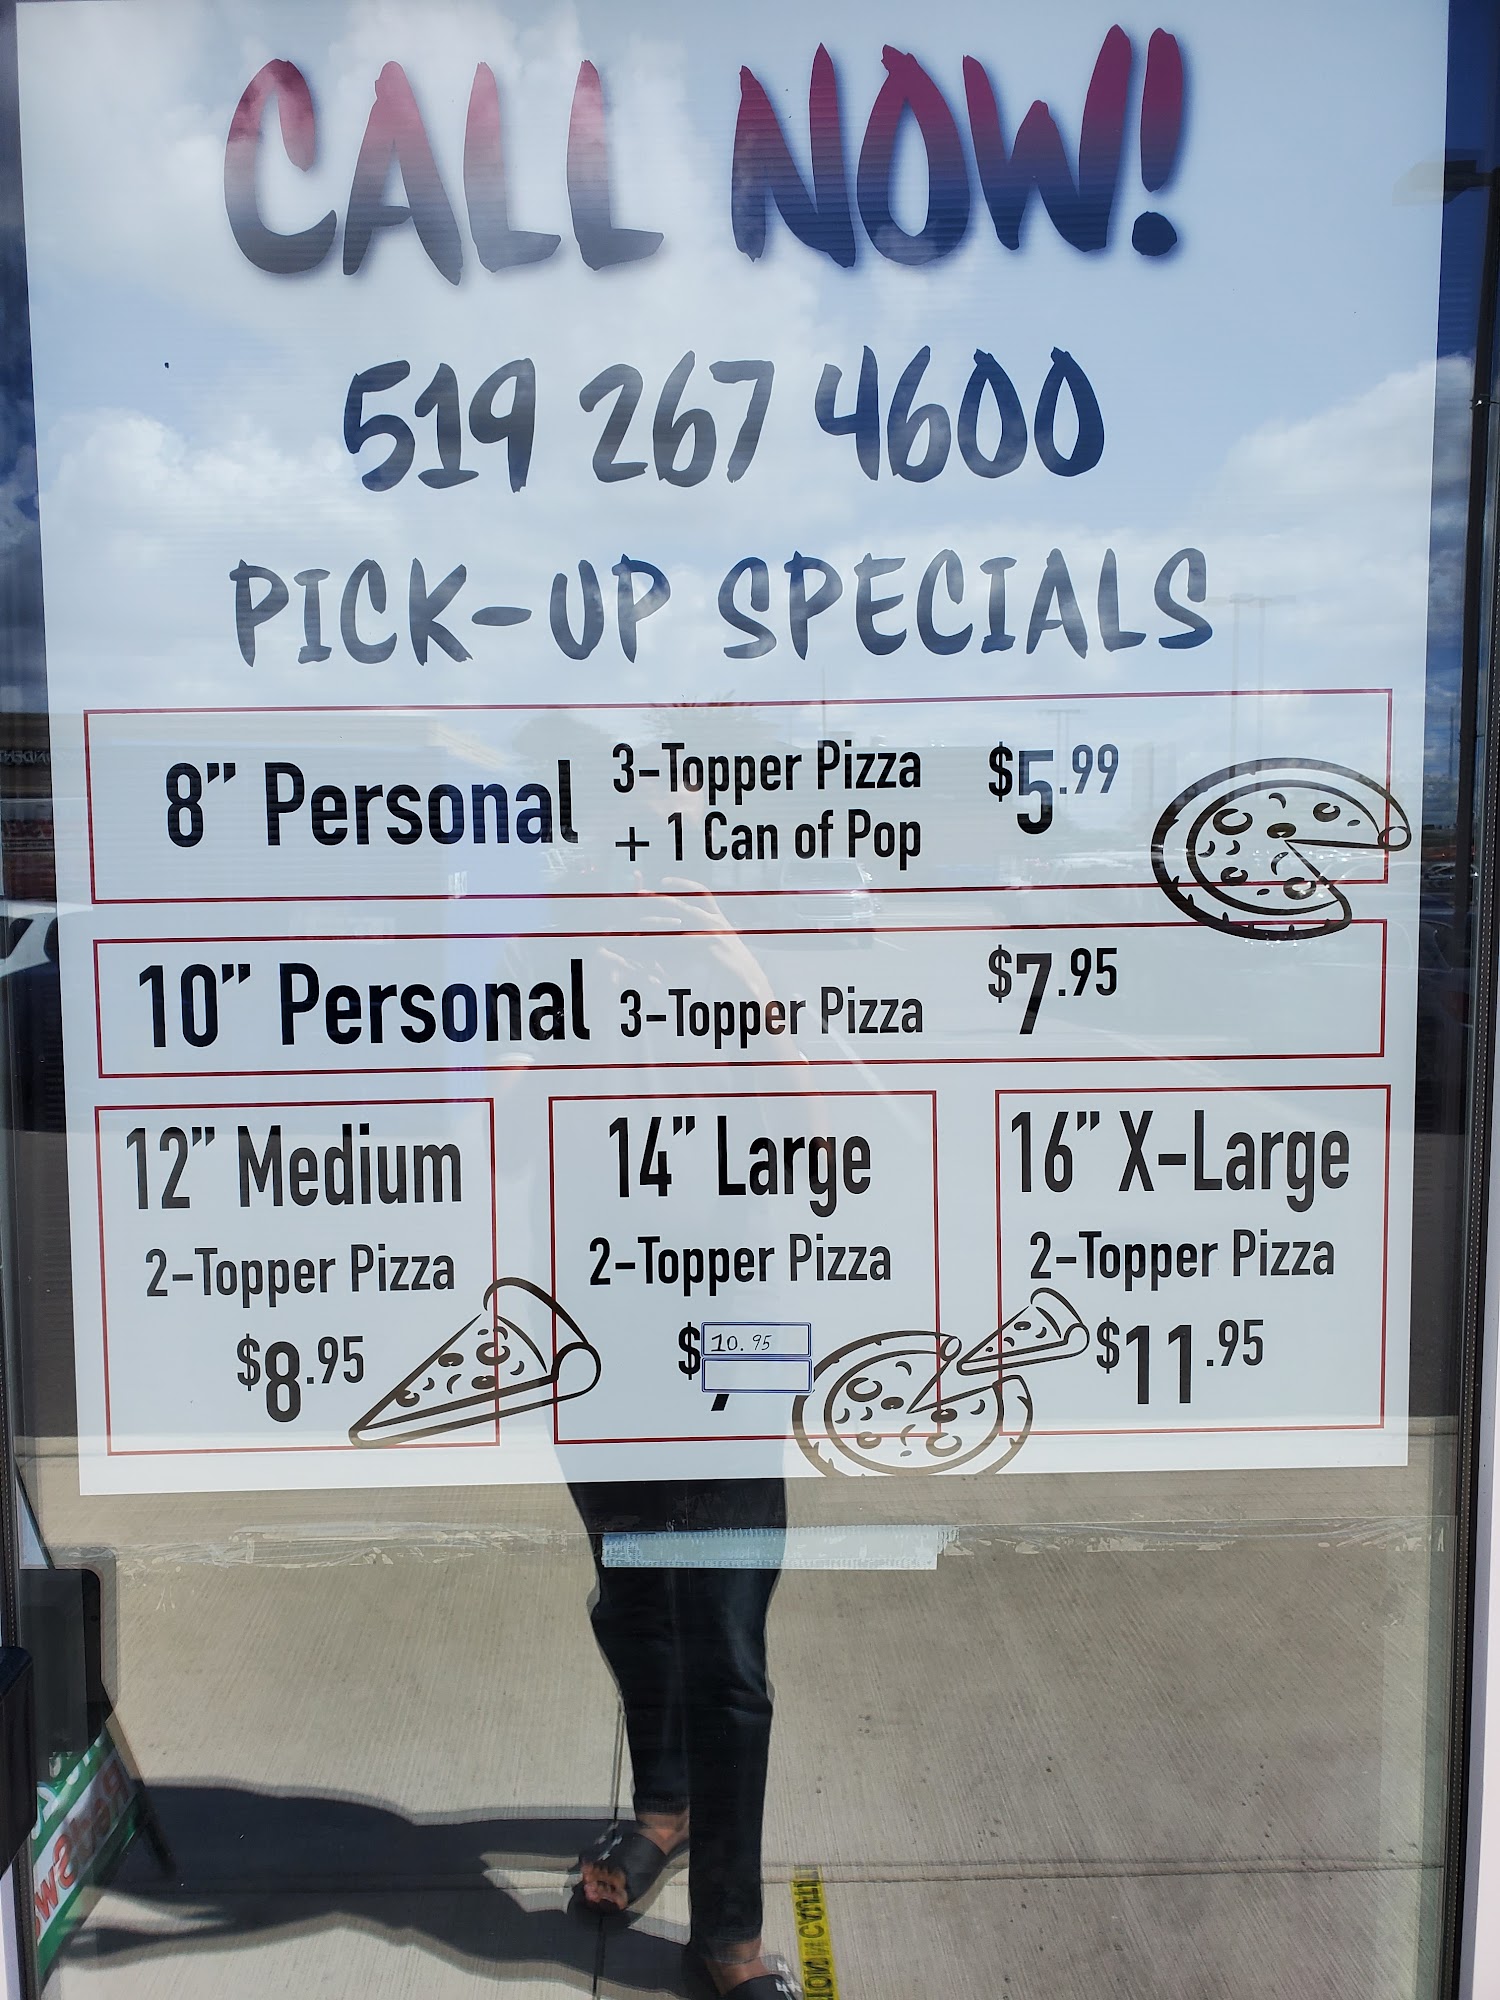 CALL NOW!
519 267 4600
PICK-UP SPECIALS
8" Personal 3-Topper Pizza + 1 Can of Pop $5.99
10" Personal 3-Topper Pizza $7.95
12" Medium
2-Topper Pizza
$8.95
14" Large
2-Topper Pizza
$10.95
16" X-Large
2-Topper Pizza
$11.95